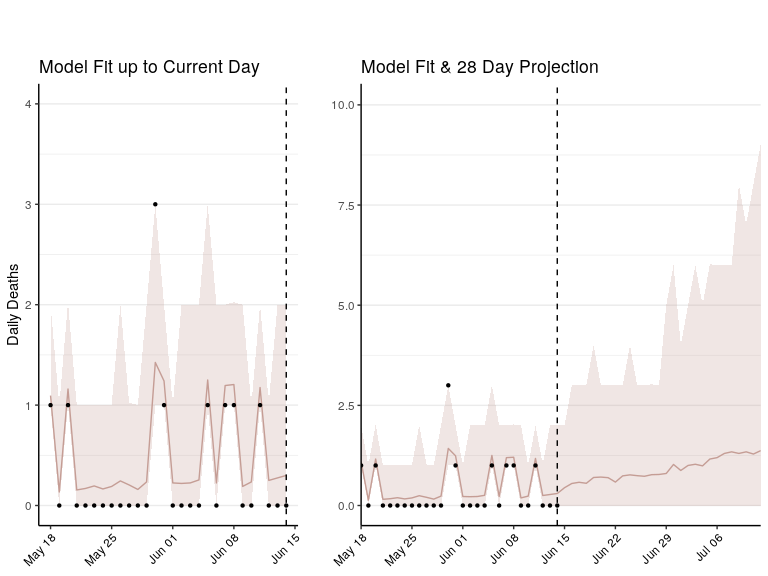 Model Fit up to Current Day
Model Fit & 28 Day Projection
Daily Deaths
4
3
2
1
0
May 18
May 25
Jun 01
Jun 08
Jun 15
10.0
7.5
5.0
2.5
0.0
May 18
May 25
Jun 01
Jun 08
Jun 15
Jun 22
Jun 29
Jul 06